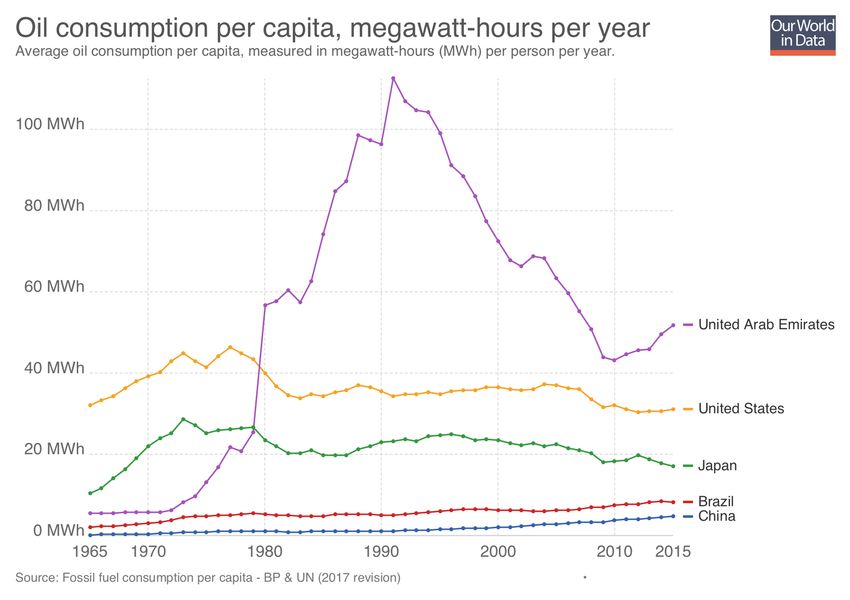 Oil consumption per capita, megawatt-hours per year
Average oil consumption per capita, measured in megawatt-hours (MWh) per person per year.
Our World
in Data
100 MWh
80 MWh
60 MWh
40 MWh
20 MWh
0 MWh
1965
1970
1980
1990
2000
2010
2015
United Arab Emirates
United States
Japan
Brazil
China
Source: Fossil fuel consumption per capita - BP & UN (2017 revision)